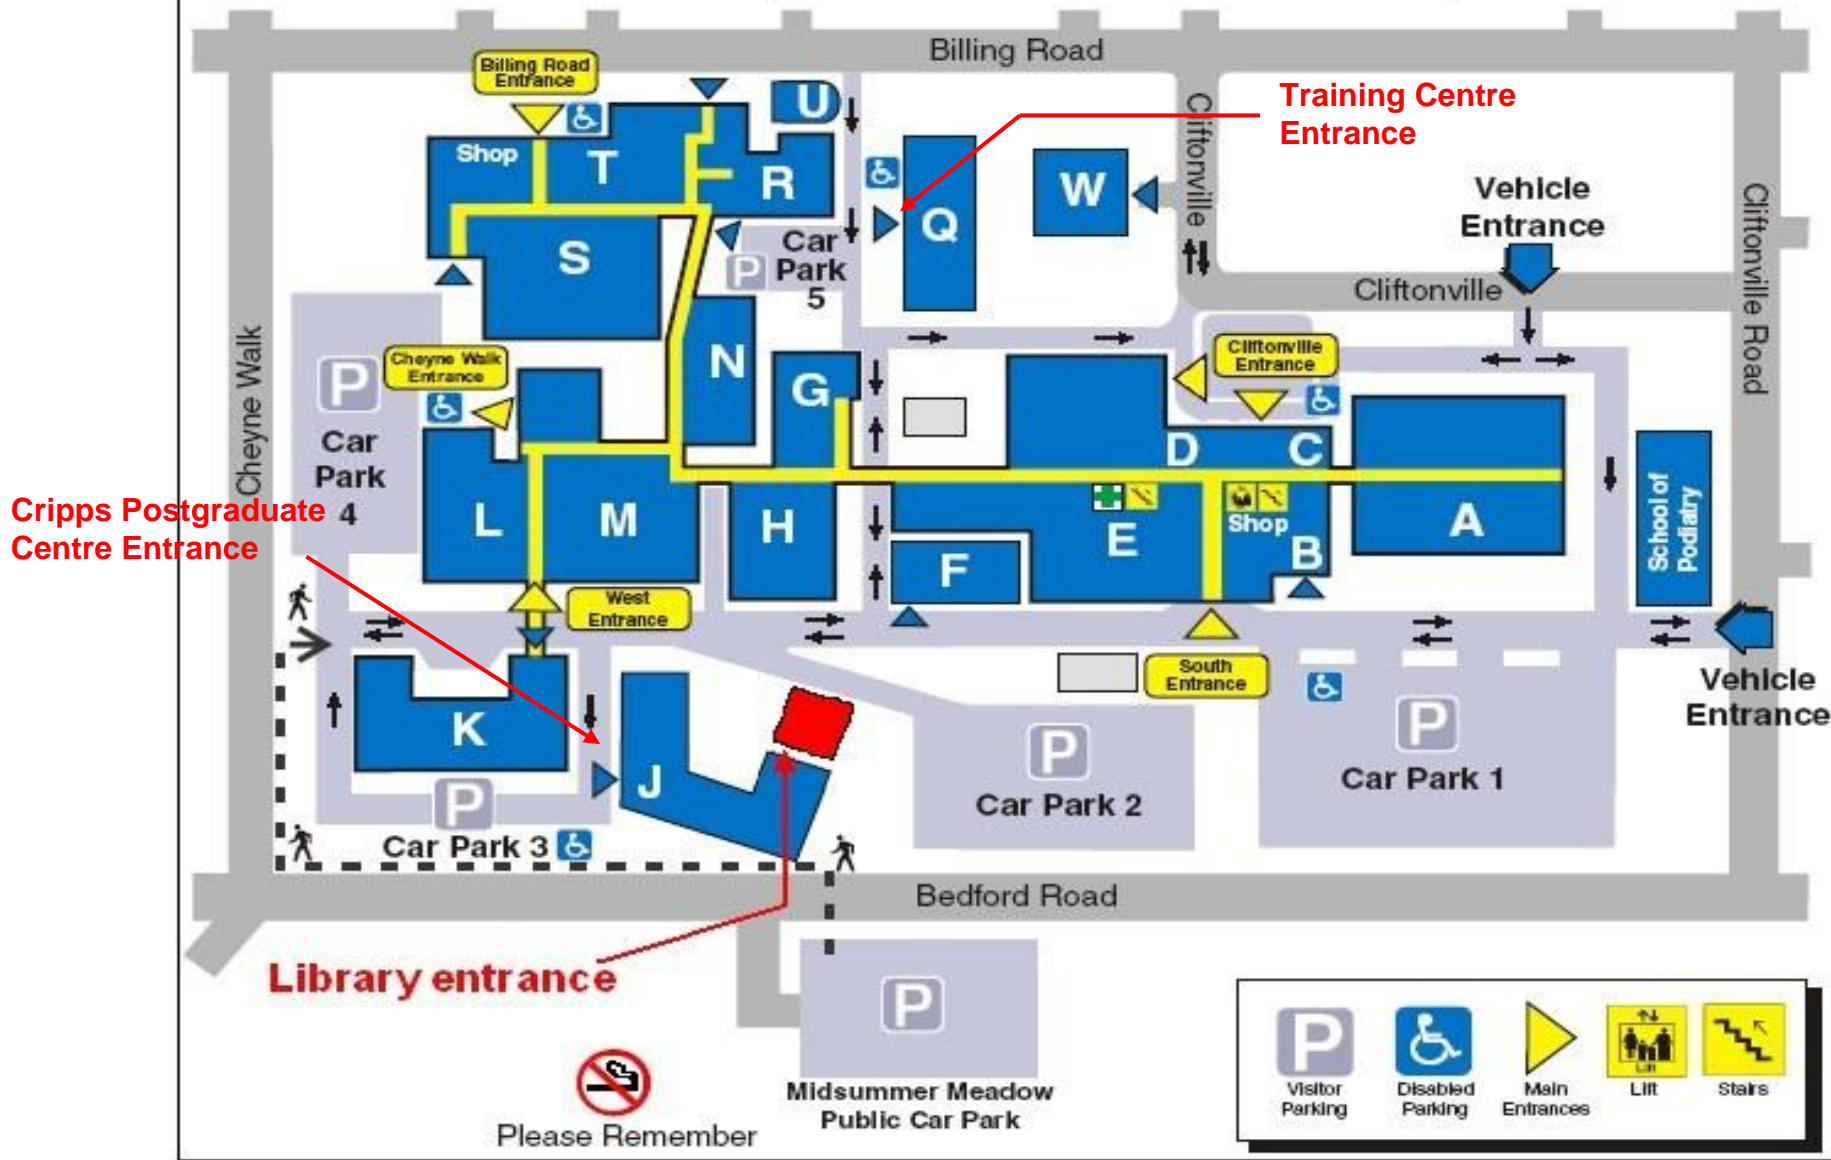 Billing Road
Billing Road
Entrance
U
Training Centre
Entrance
Cliftonville
Shop
T
R
W
Vehicle
Entrance
Cliftonville Road
Q
S
Car
Park
5
P
Cliftonville
Cheyne Walk
Cheyne Walk
Entrance
P
Car
Park
4
N
G
Cliftonville
Entrance
D
C
Cripps Postgraduate
Centre Entrance
L
M
H
E
Shop
B
A
School of
Podiatry
F
West
Entrance
South
Entrance
Vehicle
Entrance
K
J
P
Car Park 3
P
Car Park 2
P
Car Park 1
Bedford Road
Library entrance
P
Midsummer Meadow
Public Car Park
Please Remember
P
Visitor
Parking
Disabled
Parking
Main
Entrances
Lift
Lift
Stairs